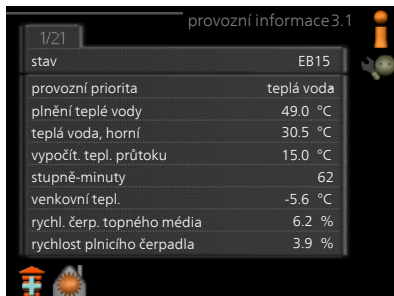 provozní informace 3.1
1/21
stav EB15
provozní priorita teplá voda
plnění teplé vody 49.0 °C
teplá voda, horní 30.5 °C
vypočít. tepl. průtoku 15.0 °C
stupně-minuty 62
venkovní tepl. -5.6 °C
rychl. čerp. topného média 6.2 %
rychlost plnicího čerpadla 3.9 %